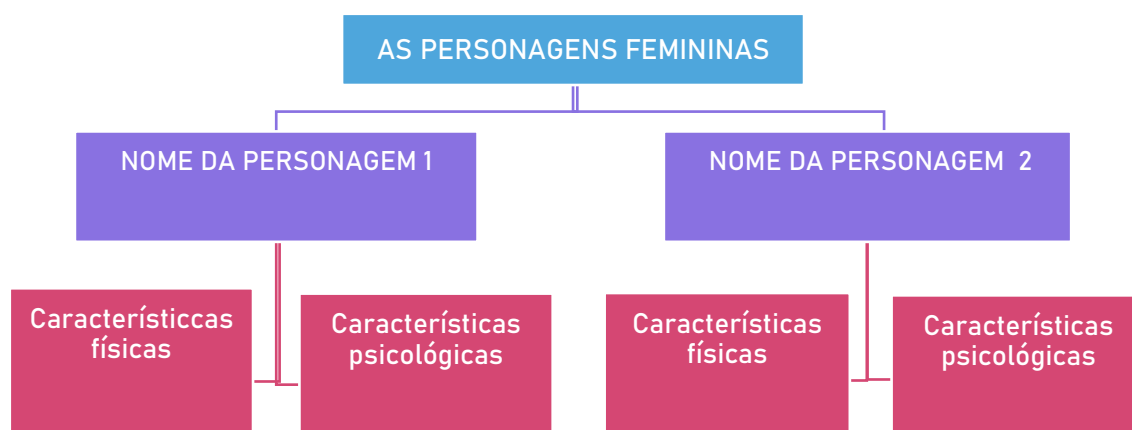 AS PERSONAGENS FEMININAS
NOME DA PERSONAGEM 1
NOME DA PERSONAGEM 2
Característiccas
físicas
Características
psicológicas
Características
físicas
Características
psicológicas